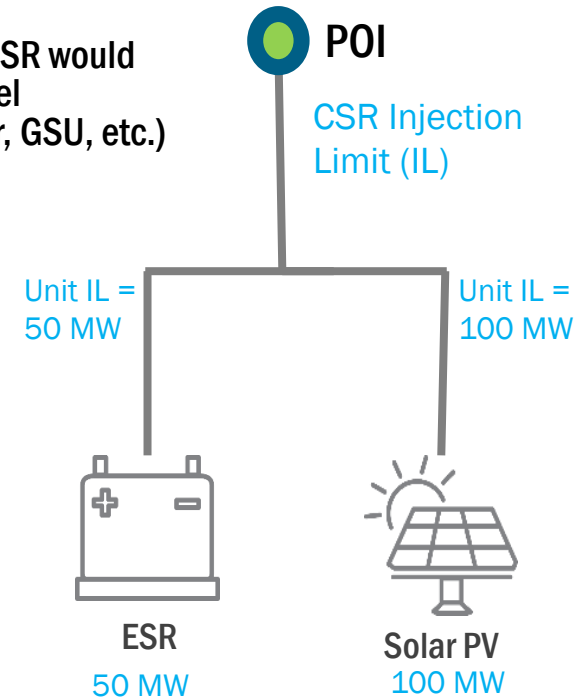 SR would
el
r, GSU, etc.)
POI
CSR Injection
Limit (IL)
Unit IL =
50 MW
Unit IL =
100 MW
ESR
50 MW
Solar PV
100 MW